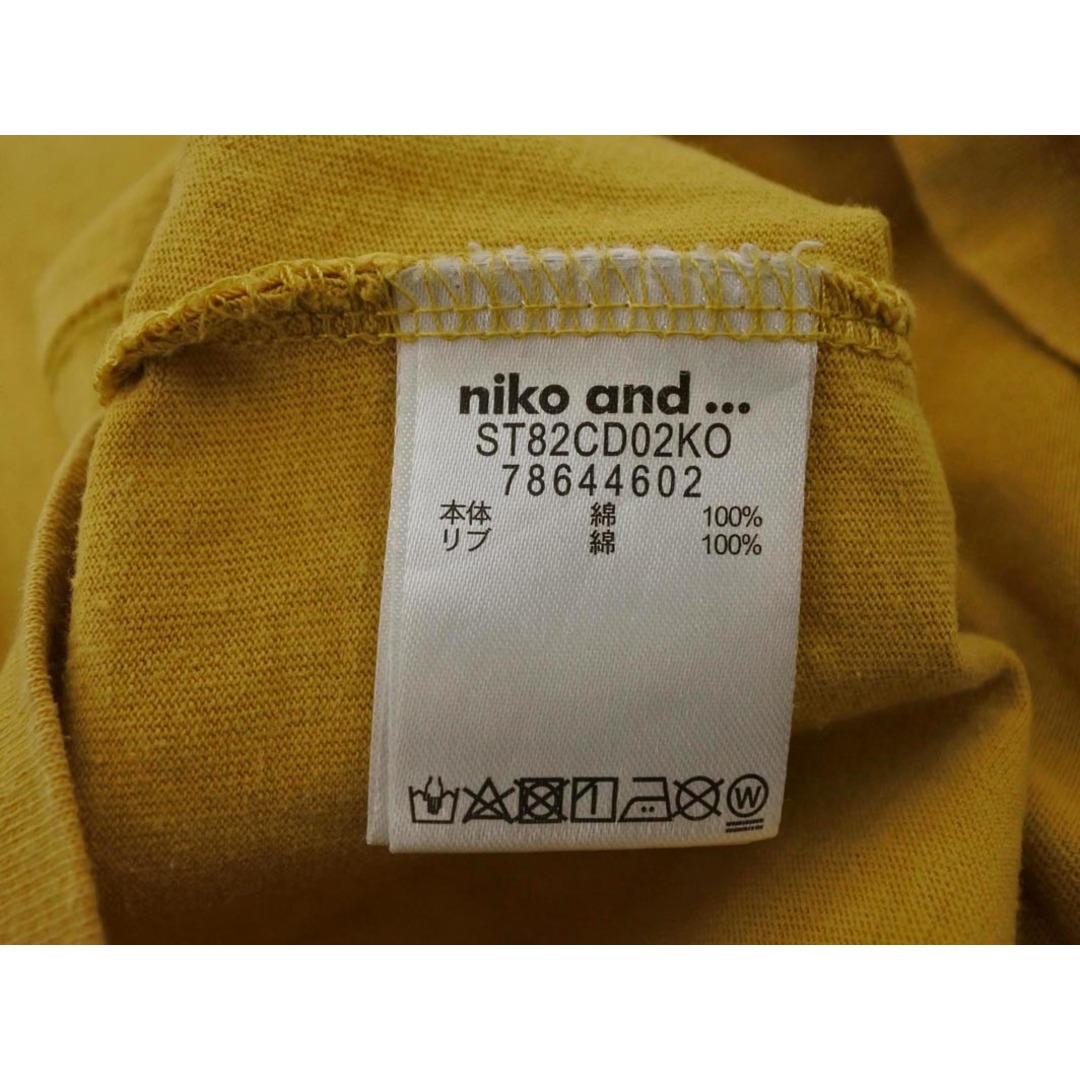 niko and ...
ST82CD02KO
78644602
本体 綿 100%
リブ 綿 100%
W